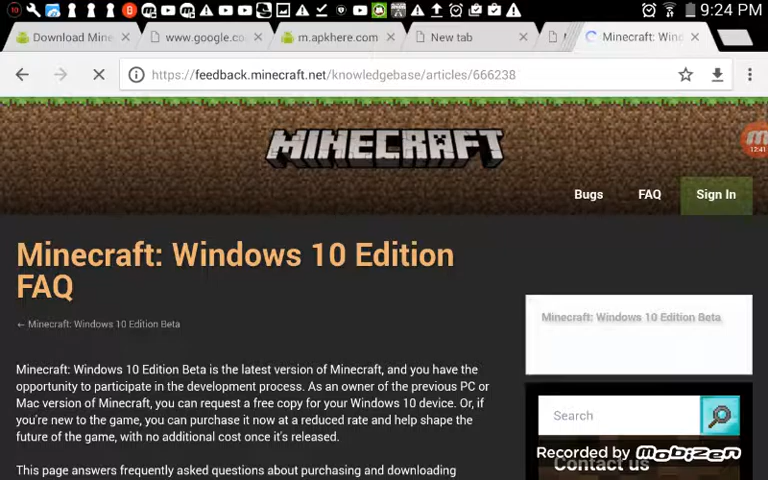 10
9:24 PM
Download Mine
www.google.co
m.apkhere.com
New tab
Minecraft: Wind
https://feedback.minecraft.net/knowledgebase/articles/666238
MINECRAFT
12:41
Bugs
FAQ
Sign In
Minecraft: Windows 10 Edition
FAQ
← Minecraft: Windows 10 Edition Beta
Minecraft: Windows 10 Edition Beta is the latest version of Minecraft, and you have the
opportunity to participate in the development process. As an owner of the previous PC or
Mac version of Minecraft, you can request a free copy for your Windows 10 device. Or, if
you're new to the game, you can purchase it now at a reduced rate and help shape the
future of the game, with no additional cost once it's released.
This page answers frequently asked questions about purchasing and downloading
Minecraft: Windows 10 Edition Beta
Search
Contact us
Recorded by Mobizen